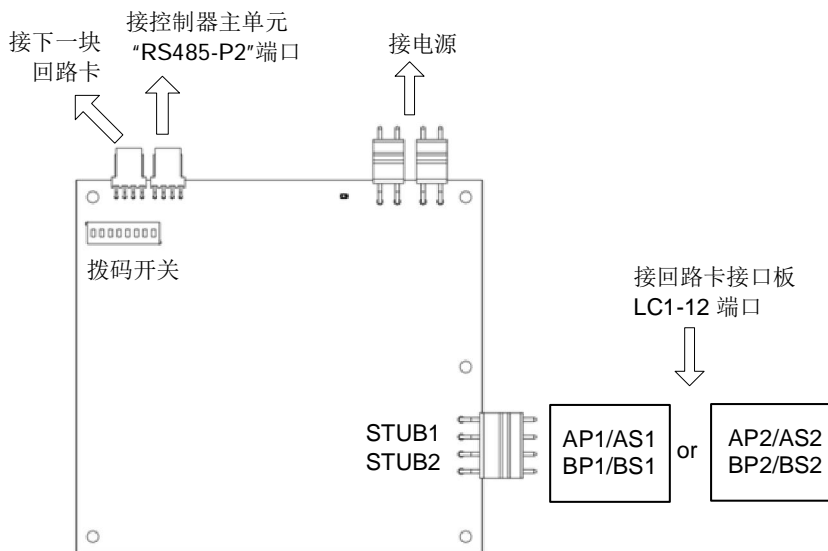 接下一块
回路卡
接控制器主单元
“RS485-P2”端口
接电源
拨码开关
接回路卡接口板
LC1-12 端口
STUB1
STUB2
AP1/AS1
BP1/BS1
or
AP2/AS2
BP2/BS2